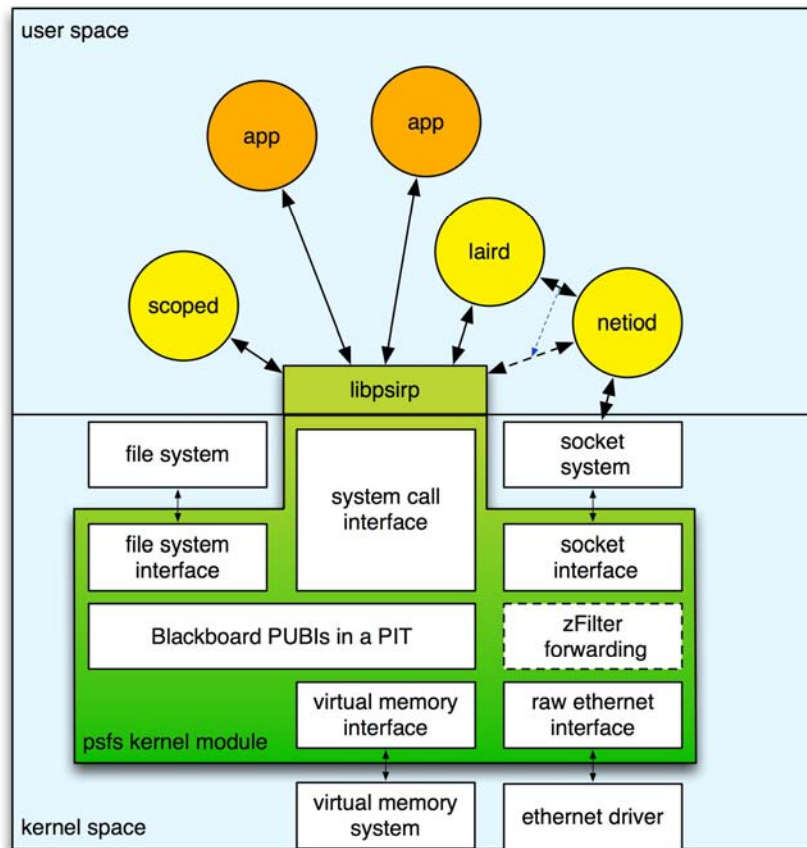 user space
app
app
laird
scoped
netiod
libpsirp
file system
socket
system
system call
interface
file system
interface
socket
interface
Blackboard PUBIs in a PIT
zFilter
forwarding
virtual memory
interface
raw ethernet
interface
psfs kernel module
virtual memory
system
ethernet driver
kernel space